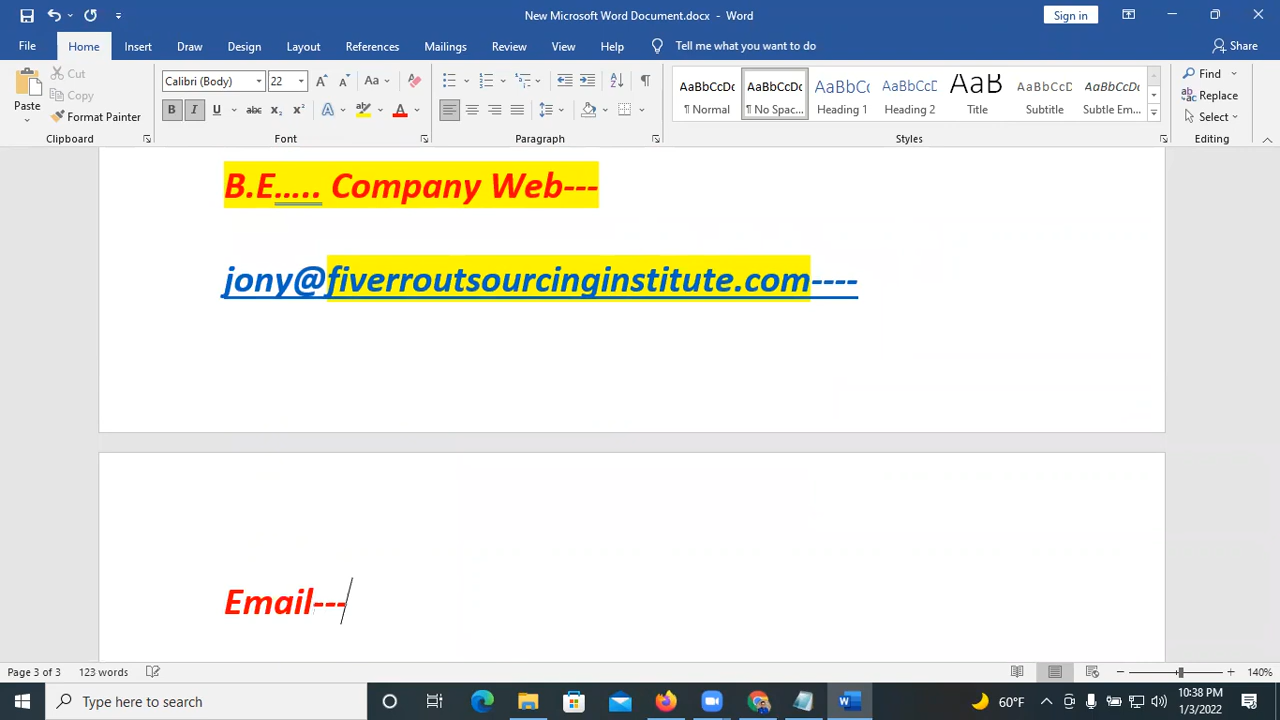 New Microsoft Word Document.docx - Word
Sign in
File Home Insert Draw Design Layout References Mailings Review View Help Tell me what you want to do Share
Paste
Cut
Copy
Format Painter
Calibri (Body) 22
Clipboard Font Paragraph Styles Editing
AaBbCcDc AaBbCcDc AaBbCc AaBbCcD AaB AaBbCcD AaBbCcDc
¶ Normal ¶ No Spac... Heading 1 Heading 2 Title Subtitle Subtle Em...
Find
Replace
Select
B.E..... Company Web---
jony@fiverroutsourcinginstitute.com----
Email---
Page 3 of 3 123 words 140%
Type here to search
60°F
10:38 PM
1/3/2022